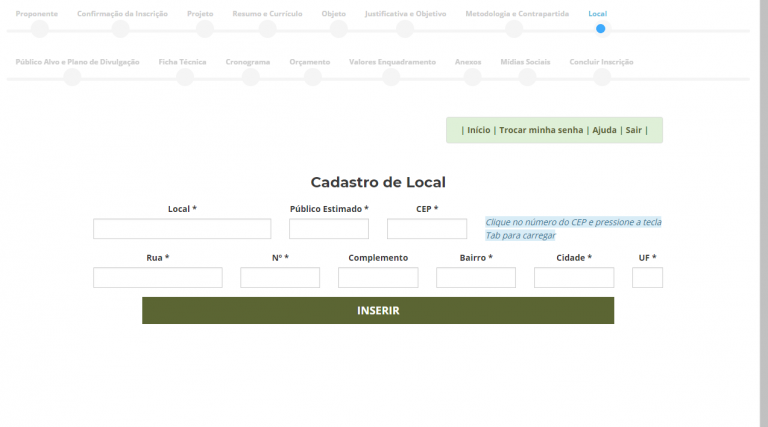 Proponente Confirmação da Inscrição Projeto Resumo e Currículo Objeto Justificativa e Objetivo Metodologia e Contrapartida Local
Público Alvo e Plano de Divulgação Ficha Técnica Cronograma Orçamento Valores Enquadramento Anexos Mídias Sociais Concluir Inscrição
| Início | Trocar minha senha | Ajuda | Sair |
Cadastro de Local
Local * Público Estimado * CEP *
Clique no número do CEP e pressione a tecla
Tab para carregar
Rua * Nº * Complemento Bairro * Cidade * UF *
INSERIR